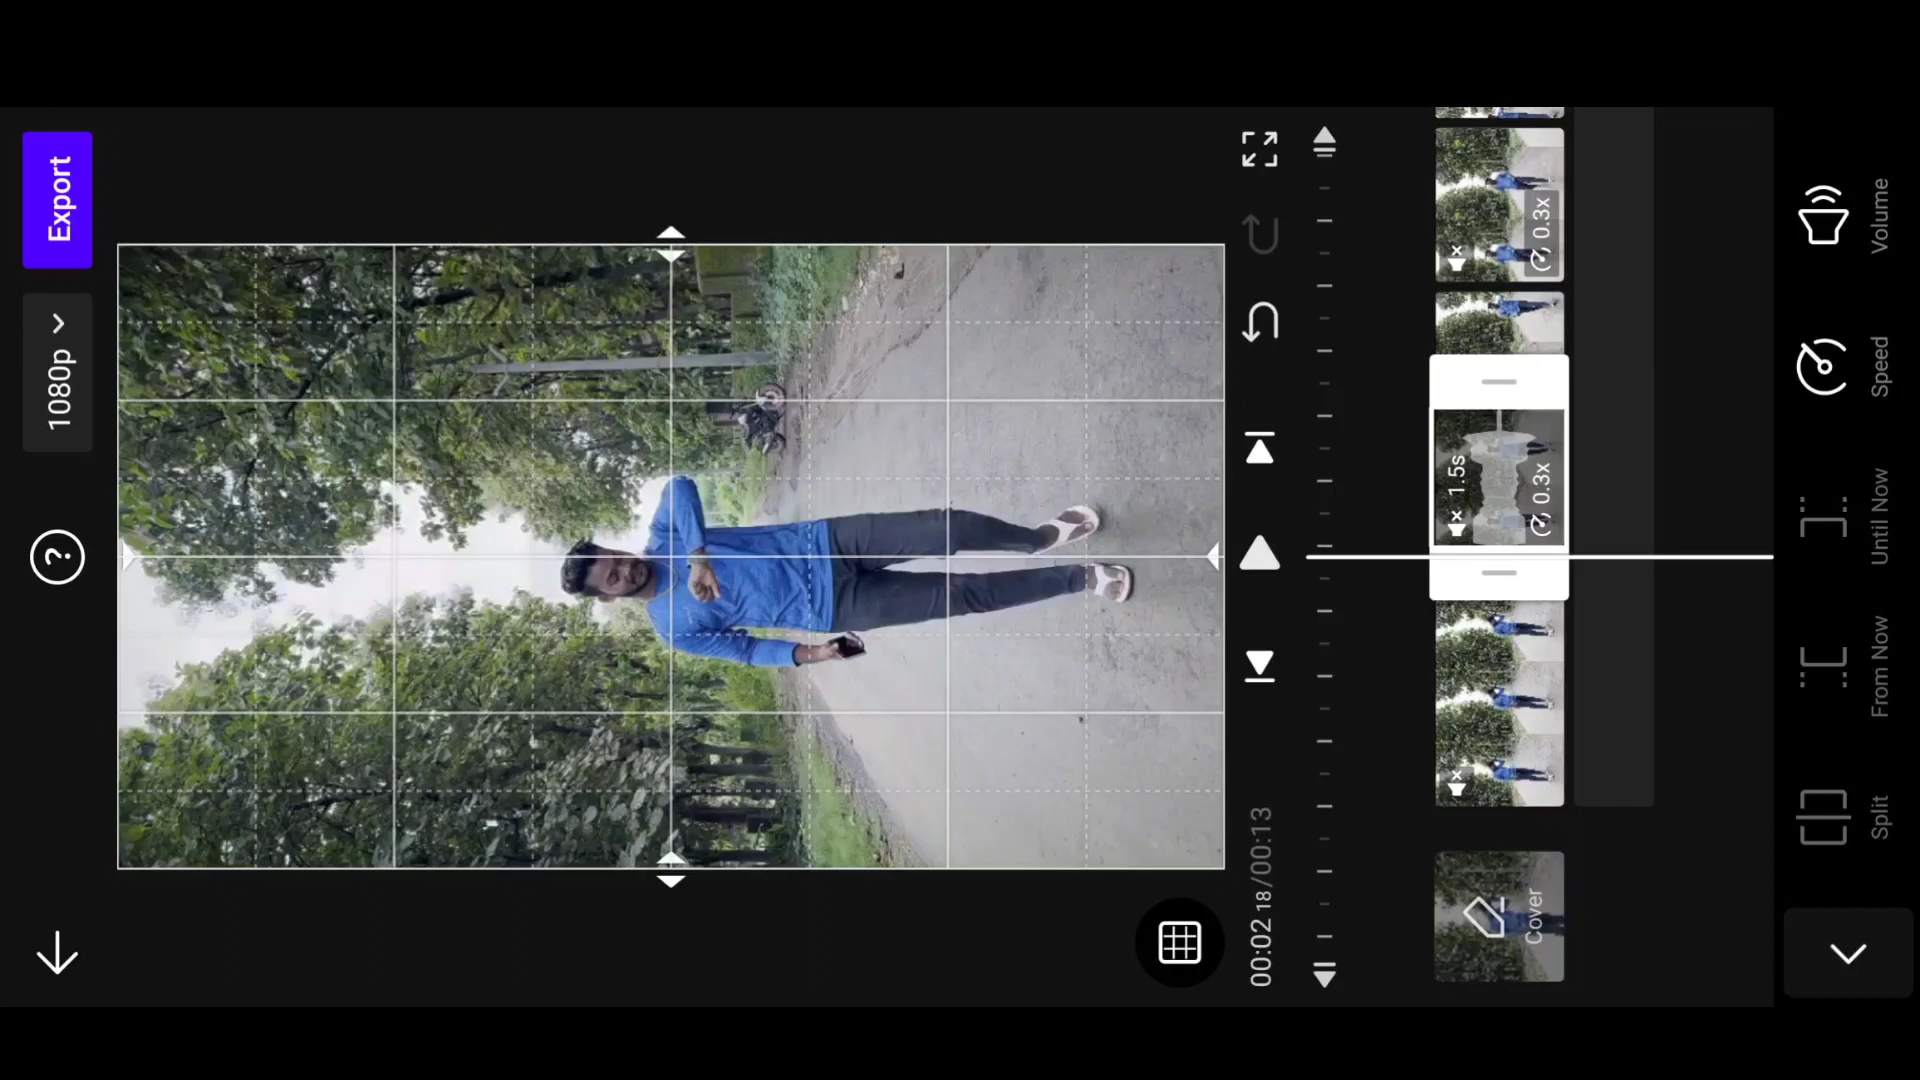 Export
1080p
?
00:02 18/00:13
0.3x
1.5s
0.3x
Cover
Volume
Speed
Until Now
From Now
Split